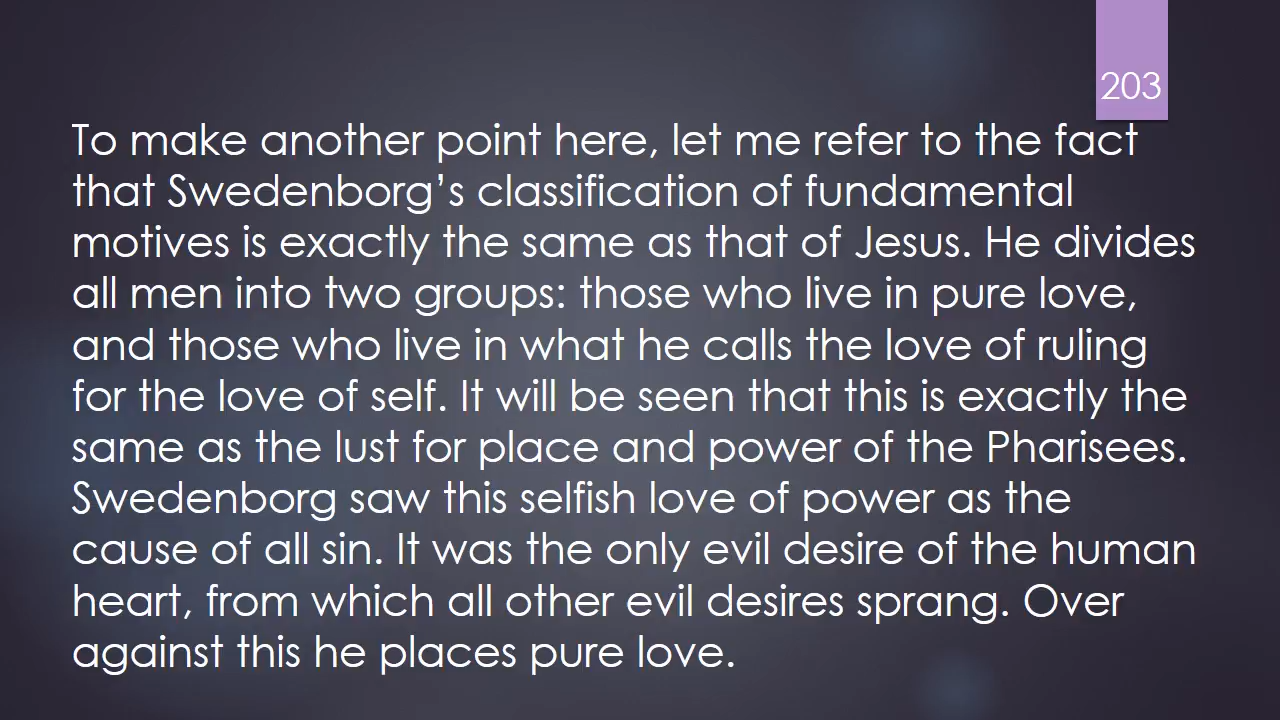 203
To make another point here, let me refer to the fact
that Swedenborg’s classification of fundamental
motives is exactly the same as that of Jesus. He divides
all men into two groups: those who live in pure love,
and those who live in what he calls the love of ruling
for the love of self. It will be seen that this is exactly the
same as the lust for place and power of the Pharisees.
Swedenborg saw this selfish love of power as the
cause of all sin. It was the only evil desire of the human
heart, from which all other evil desires sprang. Over
against this he places pure love.